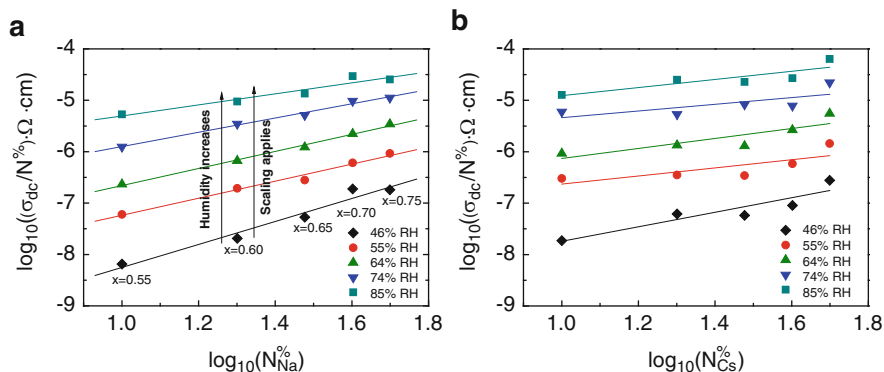 a
log₁₀((σdc/N%)·Ω·cm)
-4
-5
-6
-7
-8
-9
1.0
1.2
1.4
1.6
1.8
log₁₀(N%Na)
Humidity increases
Scaling applies
x=0.55
x=0.60
x=0.65
x=0.70
x=0.75
46% RH
55% RH
64% RH
74% RH
85% RH
b
log₁₀((σdc/N%)·Ω·cm)
-4
-5
-6
-7
-8
-9
1.0
1.2
1.4
1.6
1.8
log₁₀(N%Cs)
46% RH
55% RH
64% RH
74% RH
85% RH